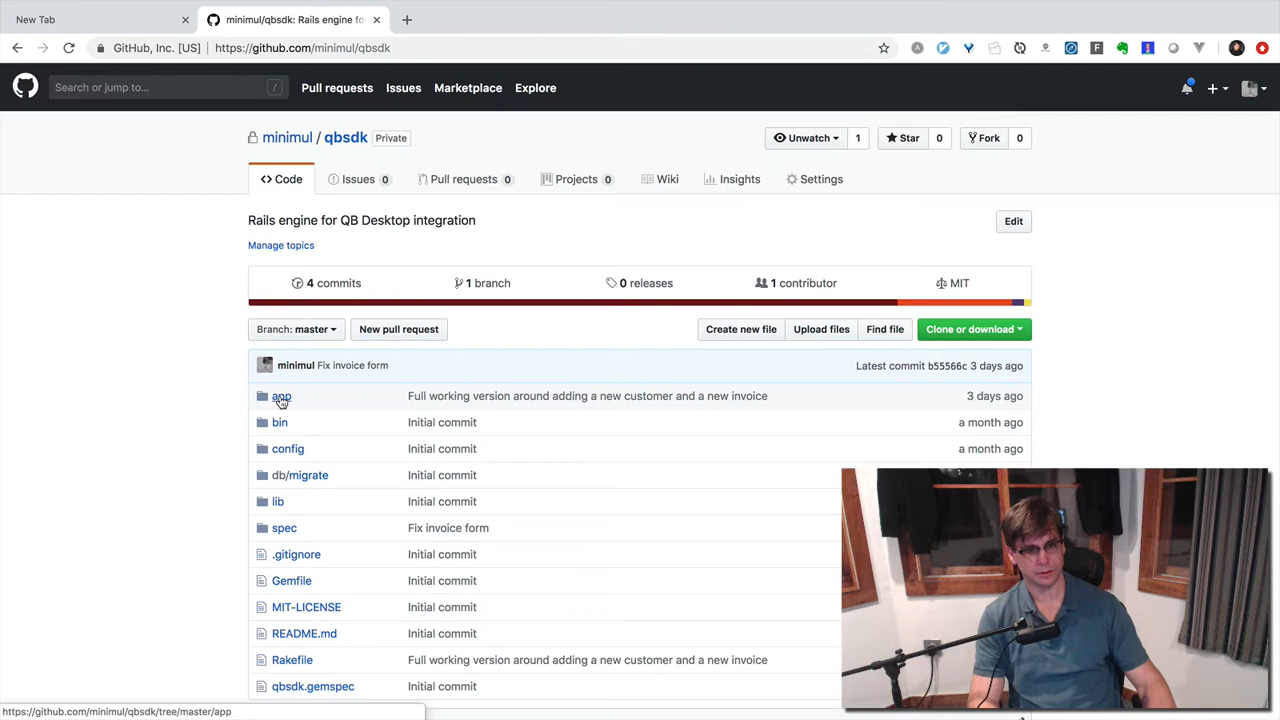 New Tab
minimul/qbsdk: Rails engine fo
GitHub, Inc. [US] https://github.com/minimul/qbsdk
Search or jump to... /
Pull requests Issues Marketplace Explore
minimul / qbsdk Private
Unwatch 1 Star 0 Fork 0
Code Issues 0 Pull requests 0 Projects 0 Wiki Insights Settings
Rails engine for QB Desktop integration
Edit
Manage topics
4 commits 1 branch 0 releases 1 contributor MIT
Branch: master New pull request Create new file Upload files Find file Clone or download
minimul Fix invoice form Latest commit b55566c 3 days ago
app Full working version around adding a new customer and a new invoice 3 days ago
bin Initial commit a month ago
config Initial commit a month ago
db/migrate Initial commit
lib Initial commit
spec Fix invoice form
.gitignore Initial commit
Gemfile Initial commit
MIT-LICENSE Initial commit
README.md Initial commit
Rakefile Full working version around adding a new customer and a new invoice
qbsdk.gemspec Initial commit
https://github.com/minimul/qbsdk/tree/master/app